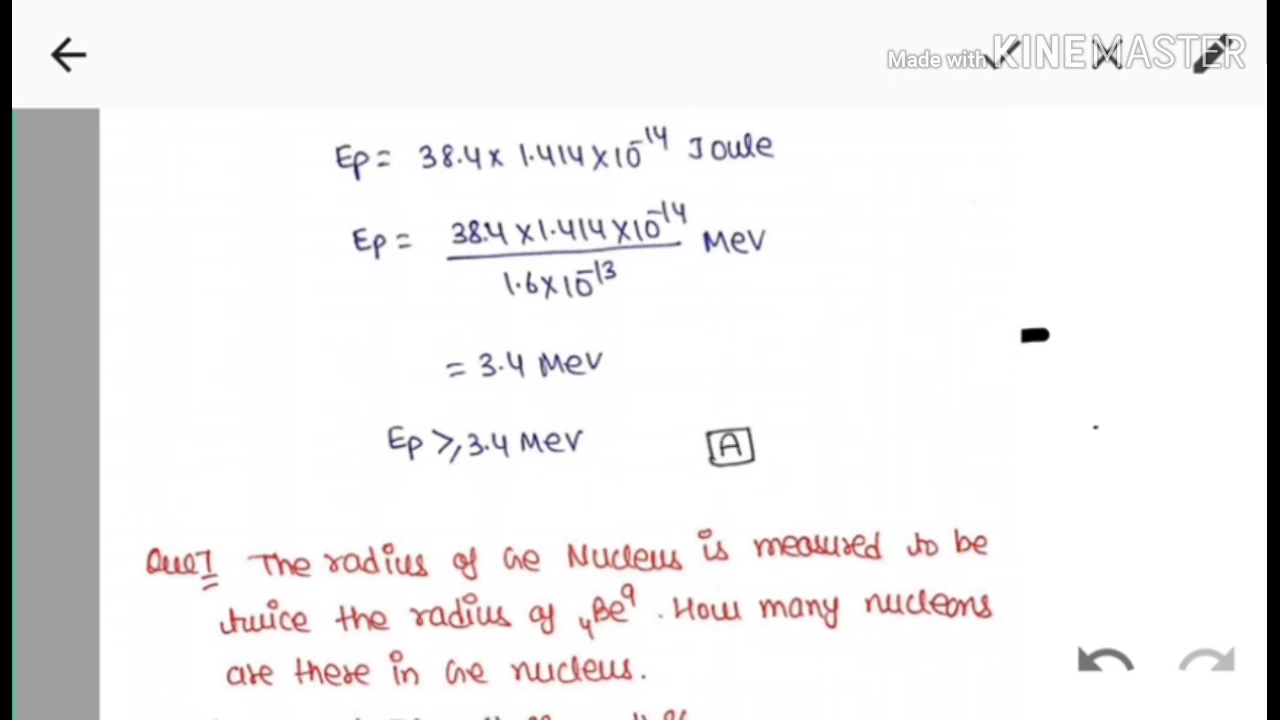 Made with KINEMASTER
Ep = 38.4 x 1.414 x 10⁻¹⁴ Joule
Ep = 38.4 x 1.414 x 10⁻¹⁴ / 1.6 x 10⁻¹³ MeV
= 3.4 MeV
Ep ≥ 3.4 MeV A
Que7 The radius of Ge Nucleus is measured to be
twice the radius of ₄Be⁹. How many nucleons
are there in Ge nucleus.